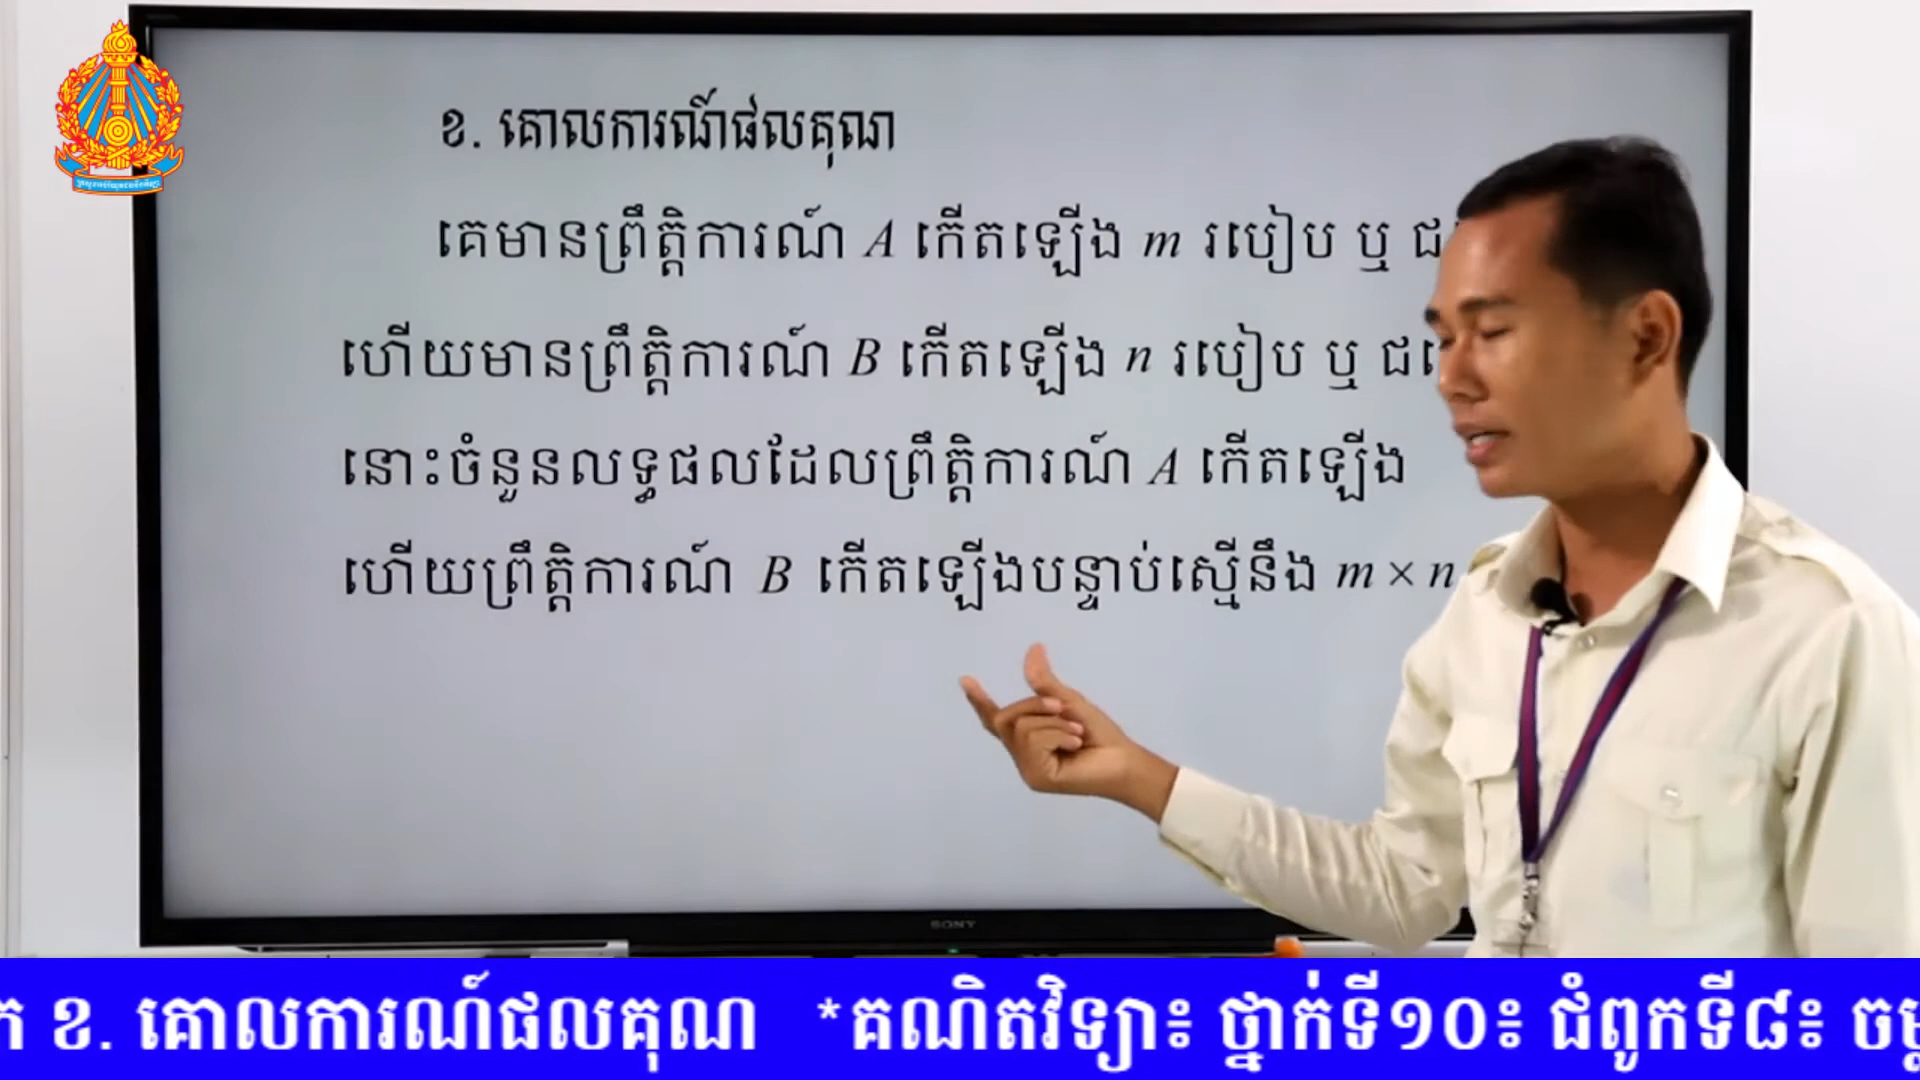 ខ. គោលការណ៍ផលគុណ
គេមានព្រឹត្តិការណ៍ A កើតឡើង m របៀប ឬ
ហើយមានព្រឹត្តិការណ៍ B កើតឡើង n របៀប ឬ
នោះចំនួនលទ្ធផលដែលព្រឹត្តិការណ៍ A កើតឡើង
ហើយព្រឹត្តិការណ៍ B កើតឡើងបន្ទាប់ស្មើនឹង m × n
SONY
ខ. គោលការណ៍ផលគុណ *គណិតវិទ្យា៖ ថ្នាក់ទី១០៖ ជំពូកទី៨៖